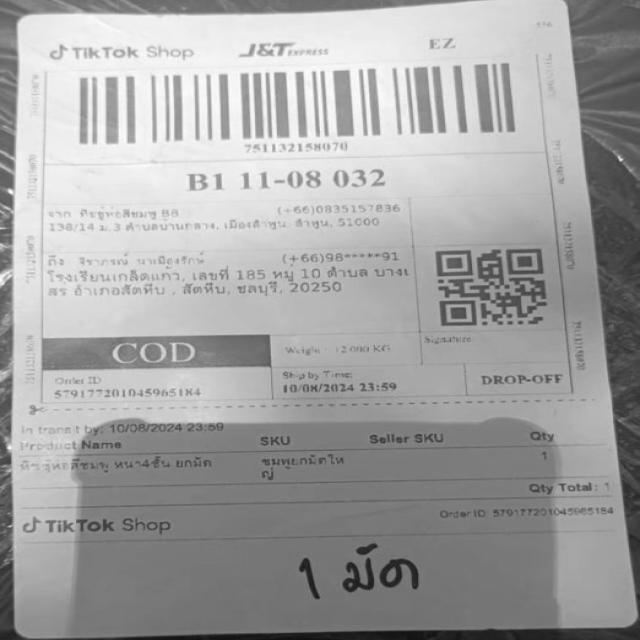 TikTok Shop J&T EXPRESS EZ
751132158070
B1 11-08 032
จาก ทิชชู่ห่อสีชมพู B8 (+66)0835157836
138/14 ม.3 ตำบลบ้านกลาง, เมืองลำพูน, ลำพูน, 51000
ถึง จิราภรณ์ นาเมืองรักษ์ (+66)98*****91
โรงเรียนเกล็ดแก้ว, เลขที่ 185 หมู่ 10 ตำบล บางเ
สร่ อำเภอสัตหีบ , สัตหีบ, ชลบุรี, 20250
COD
Weight: 12.000 KG
Signature:
Order ID
579177201045965184
Ship by Time:
10/08/2024 23:59
DROP-OFF
In transit by: 10/08/2024 23:59
Product Name SKU Seller SKU Qty
ทิชชู่ห่อสีชมพู หนา4ชั้น ยกมัด ชมพูยกมัดให 1
ญ่
Qty Total: 1
TikTok Shop Order ID: 579177201045965184
1 มัด